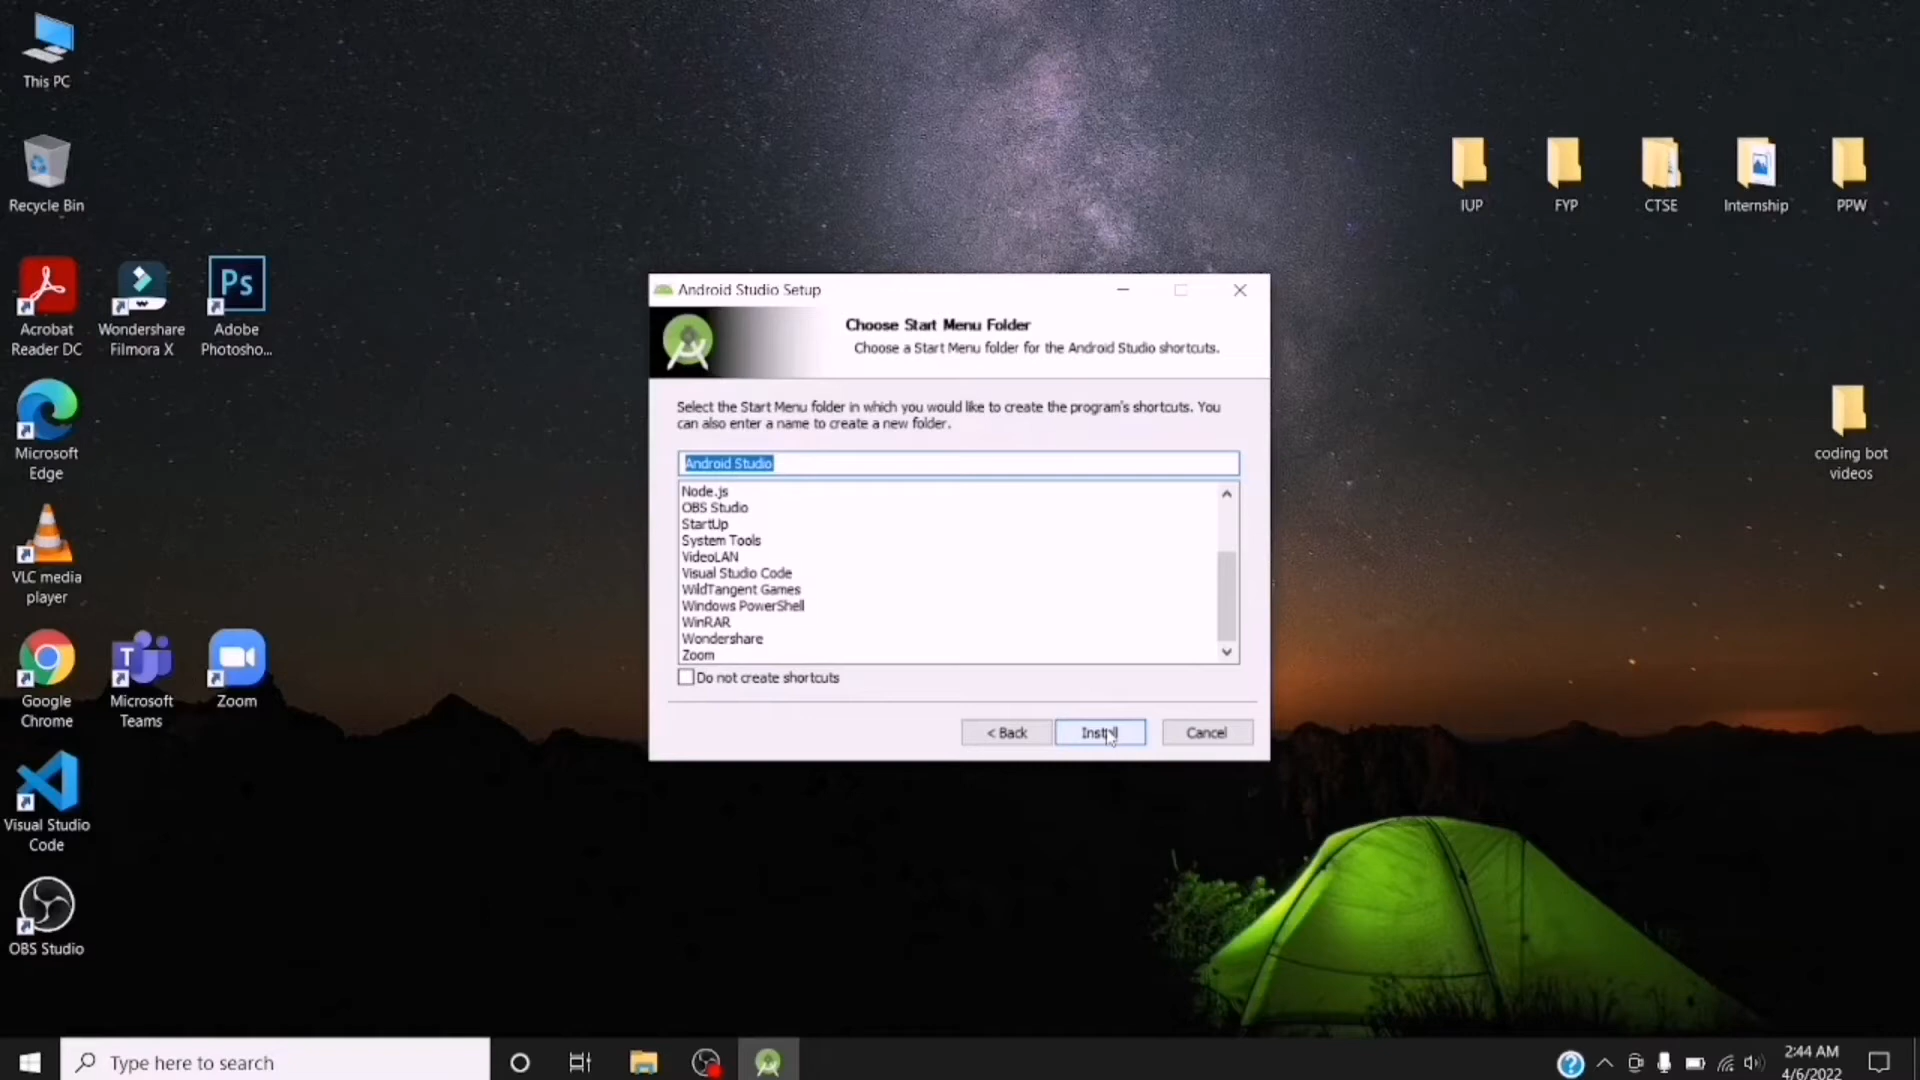 This PC
Recycle Bin
Acrobat
Reader DC
Wondershare
Filmora X
Ps
Adobe
Photosho...
Microsoft
Edge
VLC media
player
Google
Chrome
T
Microsoft
Teams
Zoom
Visual Studio
Code
OBS Studio
IUP
FYP
CTSE
Internship
PPW
coding bot
videos
Android Studio Setup
Choose Start Menu Folder
Choose a Start Menu folder for the Android Studio shortcuts.
Select the Start Menu folder in which you would like to create the program's shortcuts. You
can also enter a name to create a new folder.
Android Studio
Node.js
OBS Studio
StartUp
System Tools
VideoLAN
Visual Studio Code
WildTangent Games
Windows PowerShell
WinRAR
Wondershare
Zoom
Do not create shortcuts
< Back
Install
Cancel
Type here to search
2:44 AM
4/6/2022